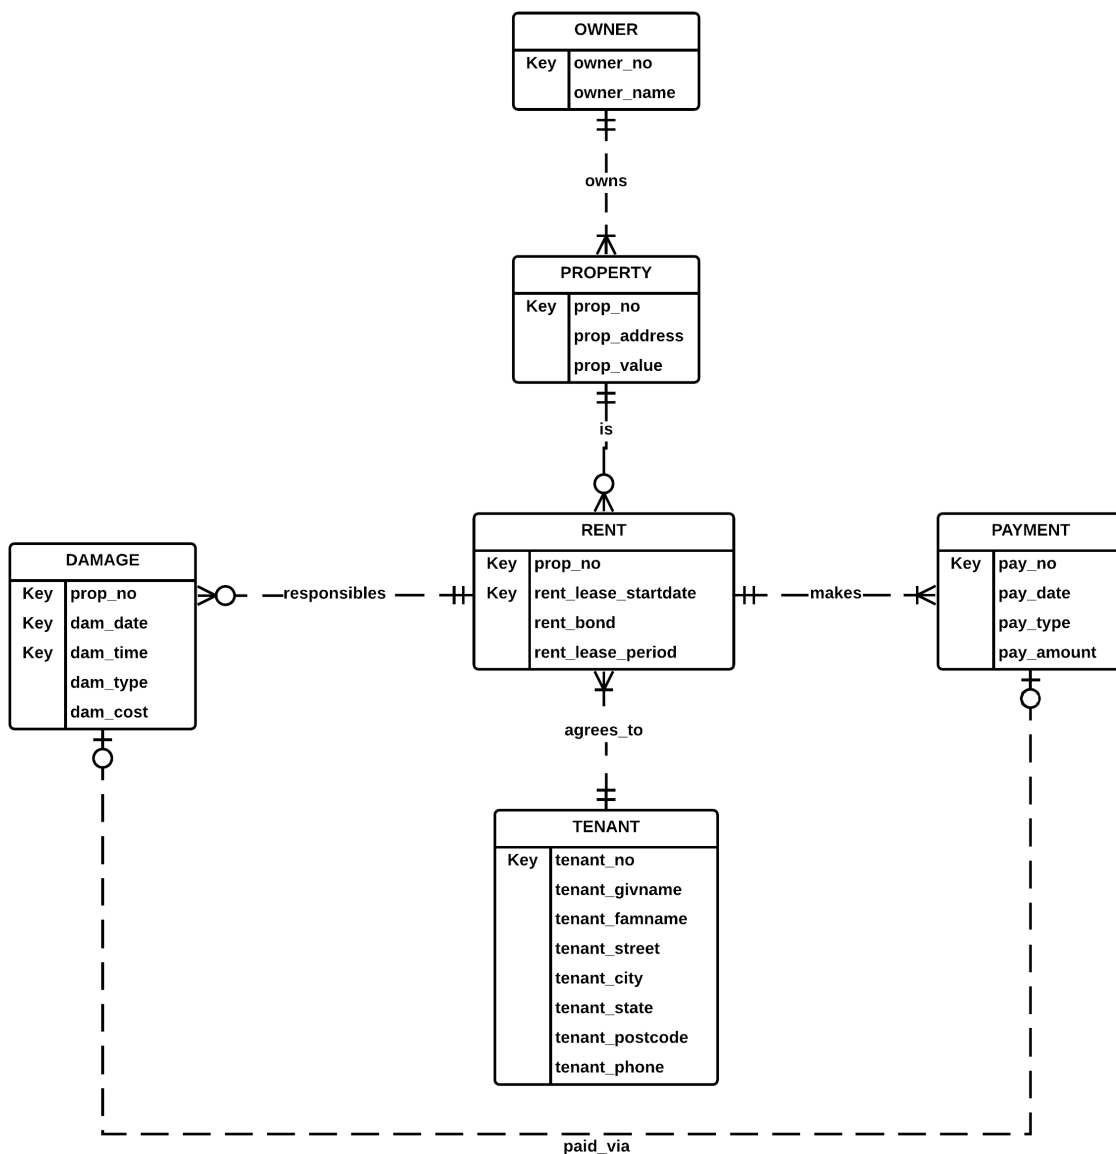 OWNER
Key owner_no
owner_name
owns
PROPERTY
Key prop_no
prop_address
prop_value
is
RENT
Key prop_no
Key rent_lease_startdate
rent_bond
rent_lease_period
DAMAGE
Key prop_no
Key dam_date
Key dam_time
dam_type
dam_cost
responsibles
makes
PAYMENT
Key pay_no
pay_date
pay_type
pay_amount
agrees_to
TENANT
Key tenant_no
tenant_givname
tenant_famname
tenant_street
tenant_city
tenant_state
tenant_postcode
tenant_phone
paid_via